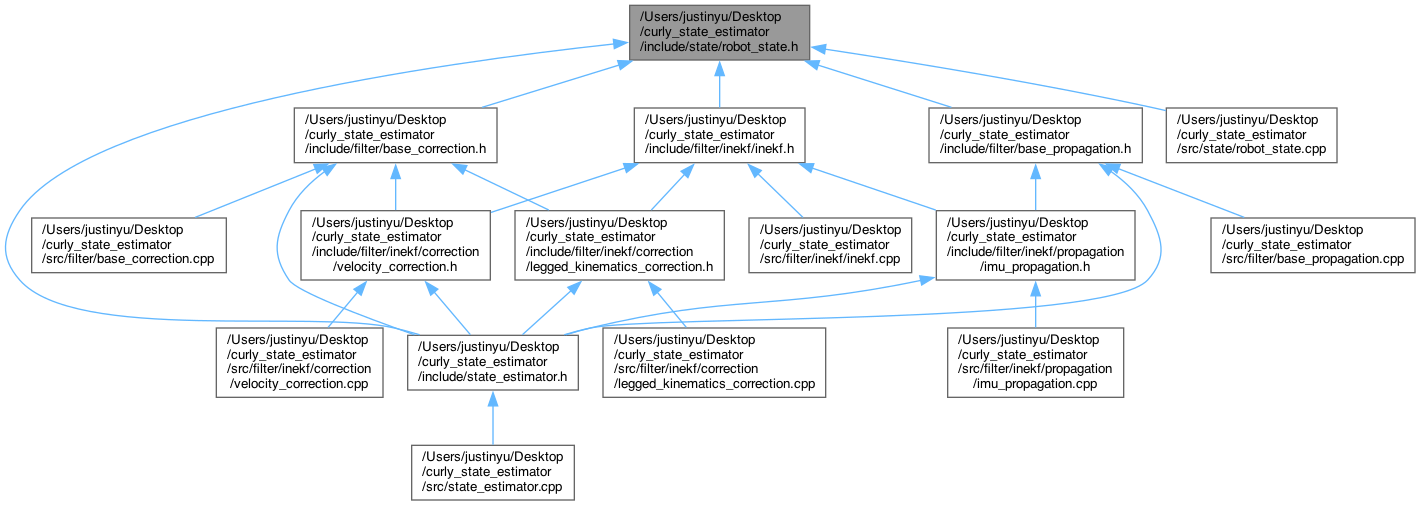 /Users/justinyu/Desktop
/curly_state_estimator
/include/state/robot_state.h
/Users/justinyu/Desktop
/curly_state_estimator
/include/filter/base_correction.h
/Users/justinyu/Desktop
/curly_state_estimator
/include/filter/inekf/inekf.h
/Users/justinyu/Desktop
/curly_state_estimator
/include/filter/base_propagation.h
/Users/justinyu/Desktop
/curly_state_estimator
/src/state/robot_state.cpp
/Users/justinyu/Desktop
/curly_state_estimator
/src/filter/base_correction.cpp
/Users/justinyu/Desktop
/curly_state_estimator
/include/filter/inekf/correction
/velocity_correction.h
/Users/justinyu/Desktop
/curly_state_estimator
/include/filter/inekf/correction
/legged_kinematics_correction.h
/Users/justinyu/Desktop
/curly_state_estimator
/src/filter/inekf/inekf.cpp
/Users/justinyu/Desktop
/curly_state_estimator
/include/filter/inekf/propagation
/imu_propagation.h
/Users/justinyu/Desktop
/curly_state_estimator
/src/filter/base_propagation.cpp
/Users/justinyu/Desktop
/curly_state_estimator
/src/filter/inekf/correction
/velocity_correction.cpp
/Users/justinyu/Desktop
/curly_state_estimator
/include/state_estimator.h
/Users/justinyu/Desktop
/curly_state_estimator
/src/filter/inekf/correction
/legged_kinematics_correction.cpp
/Users/justinyu/Desktop
/curly_state_estimator
/src/filter/inekf/propagation
/imu_propagation.cpp
/Users/justinyu/Desktop
/curly_state_estimator
/src/state_estimator.cpp